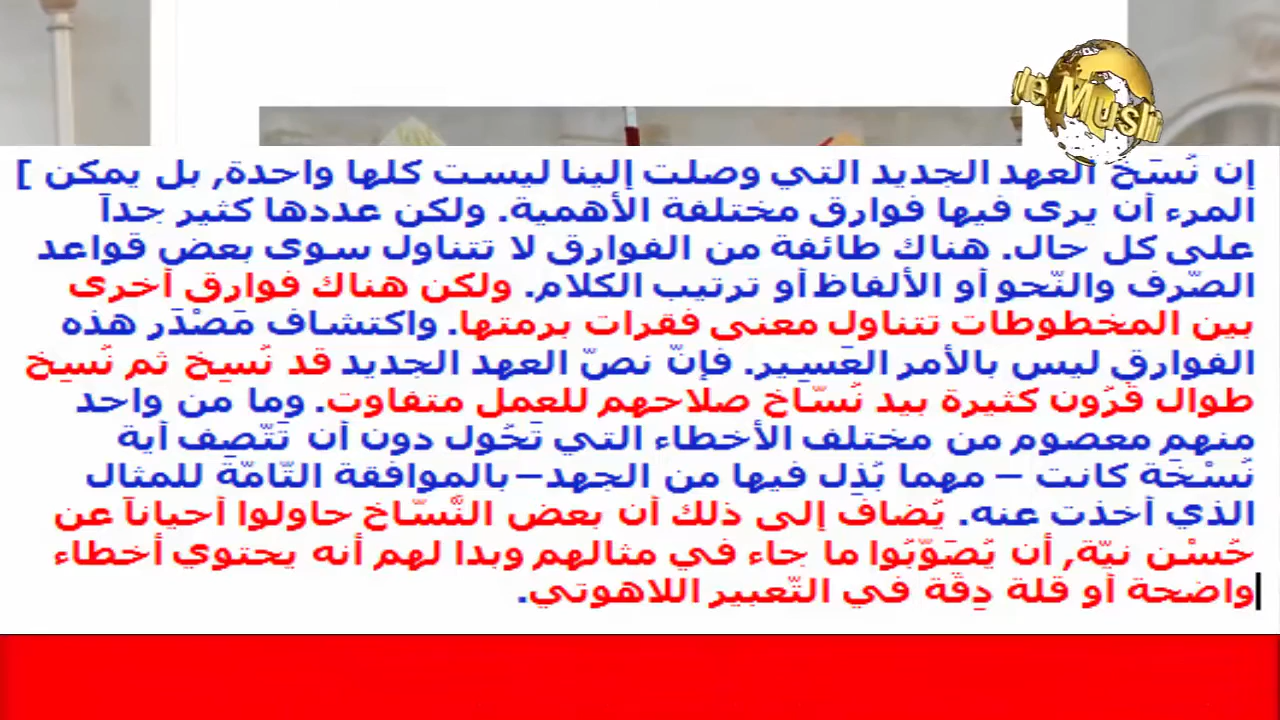 ue Muslim
إن نُسَخ العهد الجديد التي وصلت إلينا ليست كلها واحدة, بل يمكن ]
المرء أن يرى فيها فوارق مختلفة الأهمية. ولكن عددها كثير جداً
على كل حال. هناك طائفة من الفوارق لا تتناول سوى بعض قواعد
الصّرف والنّحو أو الألفاظ أو ترتيب الكلام. ولكن هناك فوارق أخرى
بين المخطوطات تتناول معنى فقرات برمتها. واكتشاف مَصْدَر هذه
الفوارق ليس بالأمر العَسِير. فإنّ نصّ العهد الجديد قد نُسِخ ثم نُسِخ
طوال قُرُون كثيرة بيد نُسّاخ صلاحهم للعمل متفاوت. وما من واحد
منهم معصوم من مختلف الأخطاء التي تَحُول دون أن تَتّصِف آية
نُسْخَة كانت – مهما بُذِل فيها من الجهد– بالموافقة التّامّة للمثال
الذي أخذت عنه. يُضافَ إلى ذلك أن بعض النُّسّاخ حاولوا أحياناً عن
حُسْن نيّة, أن يُصَوّبُوا ما جاء في مثالهم وبدا لهم أنه يحتوي أخطاء
واضحة أو قلة دِقّة في التّعبير اللاهوتي.